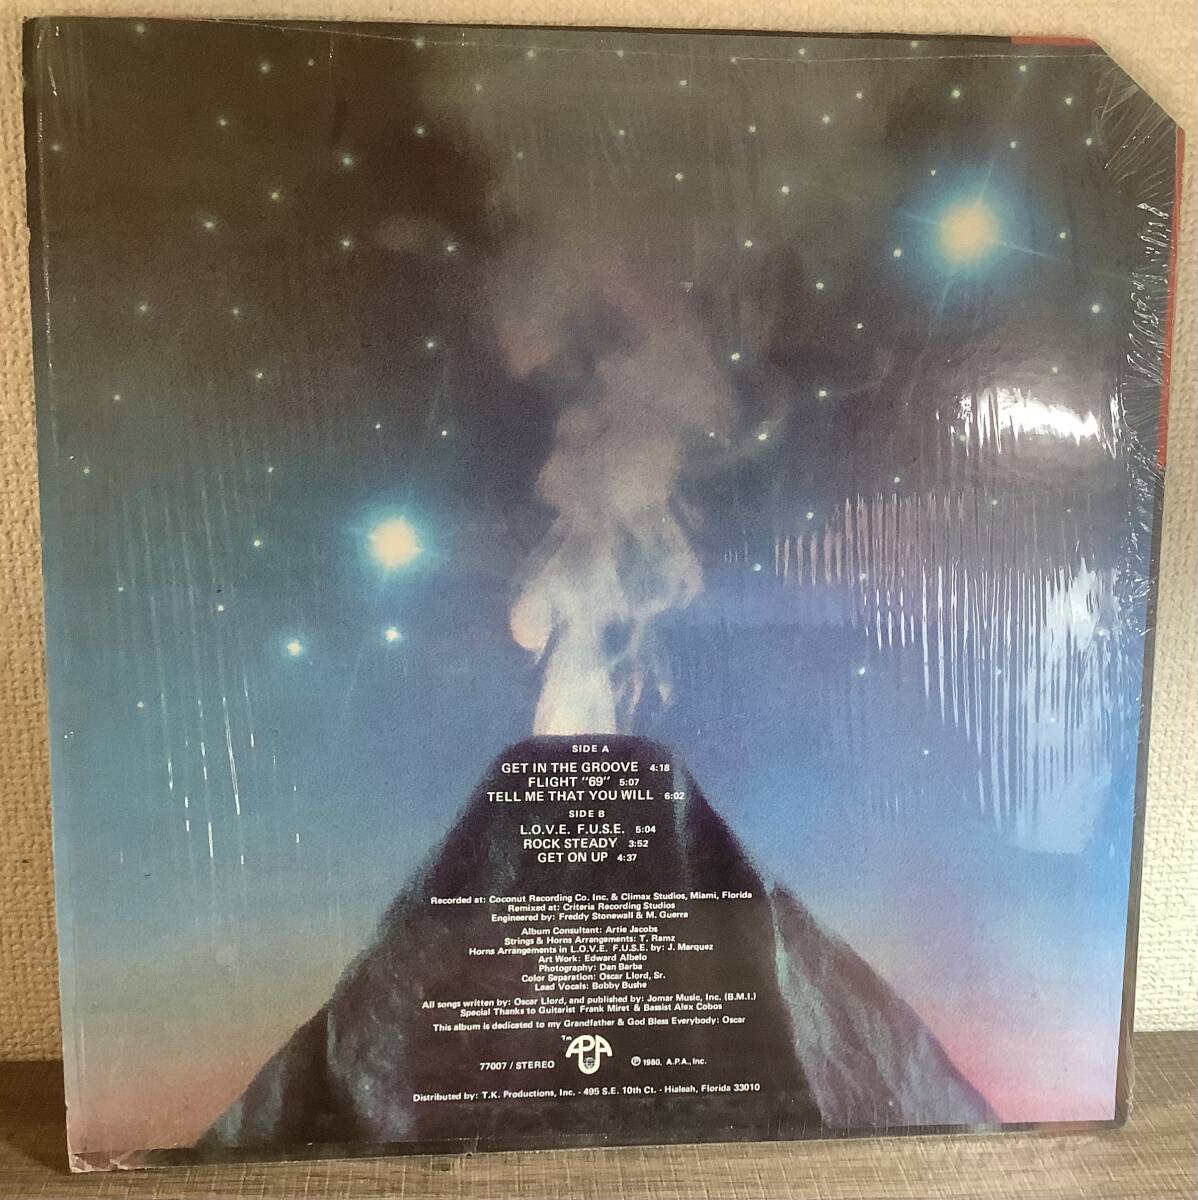 SIDE A
GET IN THE GROOVE 4:18
FLIGHT "69" 5:07
TELL ME THAT YOU WILL 6:02
SIDE B
L.O.V.E. F.U.S.E. 5:04
ROCK STEADY 3:52
GET ON UP 4:37
Recorded at: Coconut Recording Co. Inc. & Climax Studios, Miami, Florida
Remixed at: Criteria Recording Studios
Engineered by: Freddy Stonewall & M. Guerra
Album Consultant: Artie Jacobs
Strings & Horns Arrangements: T. Ramz
Horns Arrangements in L.O.V.E. F.U.S.E. by: J. Marquez
Art Work: Edward Albelo
Photography: Dan Barba
Color Separation: Oscar Llord, Sr.
Lead Vocals: Bobby Bushe
All songs written by: Oscar Llord, and published by: Jomar Music, Inc. (B.M.I.)
Special Thanks to Guitarist Frank Miret & Bassist Alex Cobos
This album is dedicated to my Grandfather & God Bless Everybody: Oscar
77007 / STEREO TM APA ℗ 1980, A.P.A., Inc.
Distributed by: T.K. Productions, Inc. - 495 S.E. 10th Ct. - Hialeah, Florida 33010